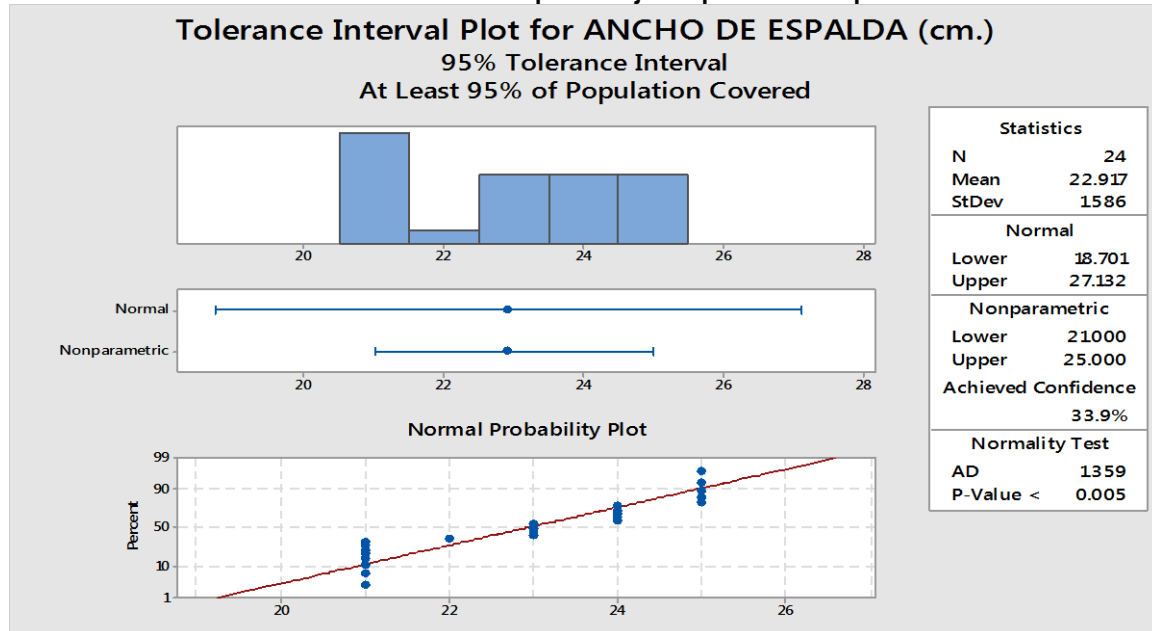 Tolerance Interval Plot for ANCHO DE ESPALDA (cm.)
95% Tolerance Interval
At Least 95% of Population Covered
20 22 24 26 28
Normal
Nonparametric
20 22 24 26 28
Normal Probability Plot
Percent
99
90
50
10
1
20 22 24 26
Statistics
N 24
Mean 22.917
StDev 1586
Normal
Lower 18.701
Upper 27.132
Nonparametric
Lower 21000
Upper 25.000
Achieved Confidence
33.9%
Normality Test
AD 1359
P-Value < 0.005